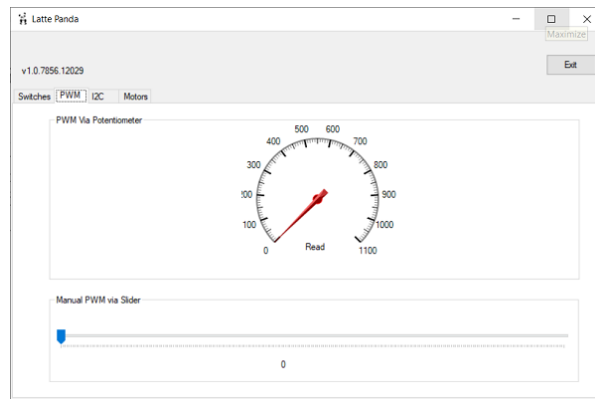 Latte Panda
Maximize
v1.0.7856.12029
Exit
Switches PWM I2C Motors
PWM Via Potentiometer
500 600
400 700
300 800
200 900
100 1000
0 Read 1100
Manual PWM via Slider
0